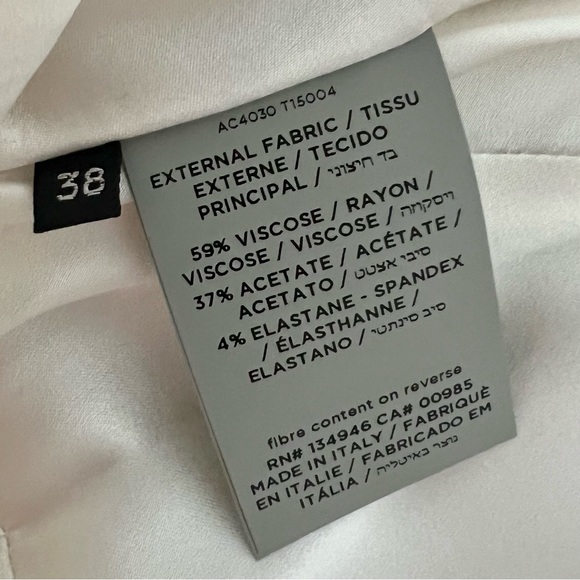 38
AC4030 T15004
EXTERNAL FABRIC / TISSU
EXTERNE / TECIDO
PRINCIPAL / בד חיצוני
59% VISCOSE / RAYON /
VISCOSE / VISCOSE / ויסקוזה
37% ACETATE / ACÉTATE /
ACETATO / סיבי אצטט
4% ELASTANE - SPANDEX
/ ÉLASTHANNE /
ELASTANO / סיב סינתטי
fibre content on reverse
RN# 134946 CA# 00985
MADE IN ITALY / FABRIQUÈ
EN ITALIE / FABRICADO EM
ITÁLIA / נוצר באיטליה